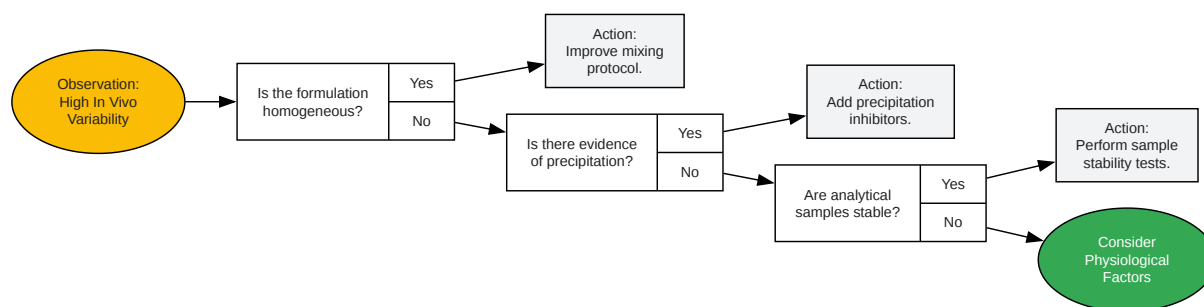 Observation:
High In Vivo
Variability
Is the formulation
homogeneous?
Yes
No
Action:
Improve mixing
protocol.
Is there evidence
of precipitation?
Yes
No
Action:
Add precipitation
inhibitors.
Are analytical
samples stable?
Yes
No
Action:
Perform sample
stability tests.
Consider
Physiological
Factors